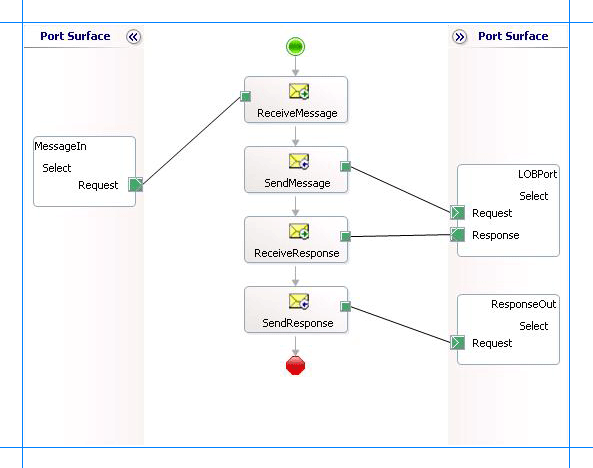 Port Surface
Port Surface
ReceiveMessage
MessageIn
Select
Request
SendMessage
LOBPort
Select
Request
Response
ReceiveResponse
SendResponse
ResponseOut
Select
Request